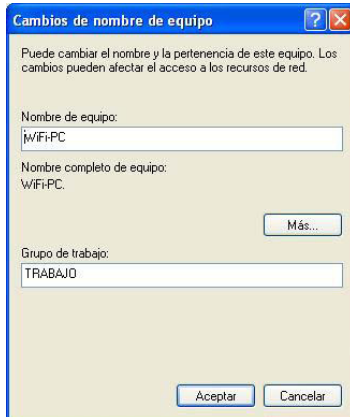 Cambios de nombre de equipo
Puede cambiar el nombre y la pertenencia de este equipo. Los
cambios pueden afectar el acceso a los recursos de red.
Nombre de equipo:
WiFi-PC
Nombre completo de equipo:
WiFi-PC.
Más...
Grupo de trabajo:
TRABAJO
Aceptar Cancelar